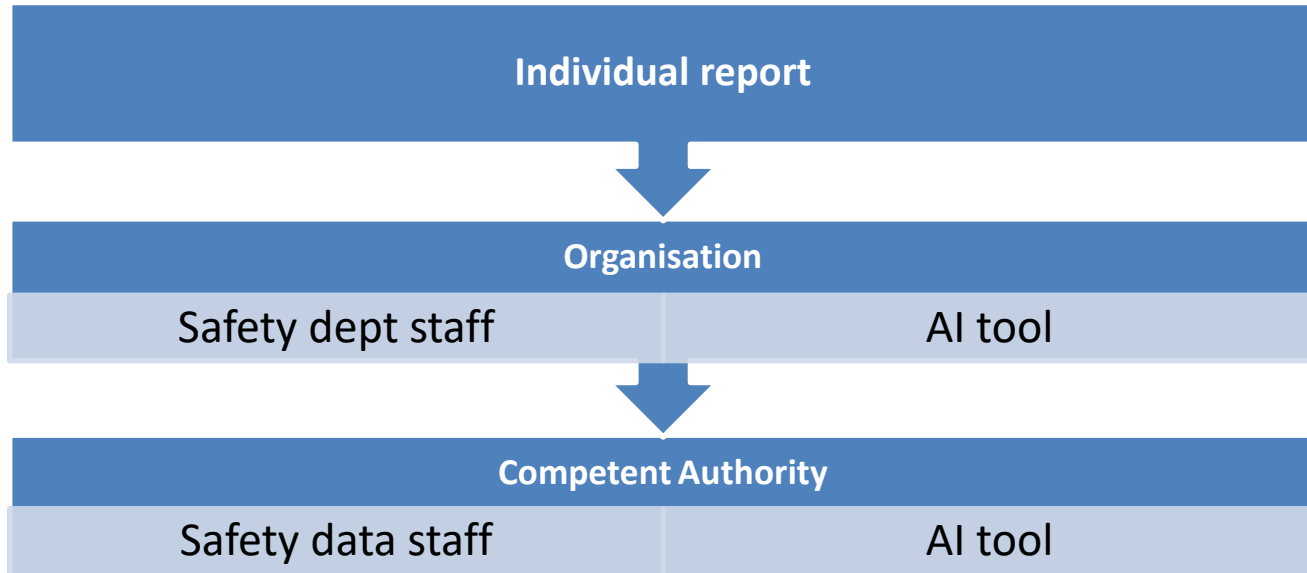 Individual report
Organisation
Safety dept staff
AI tool
Competent Authority
Safety data staff
AI tool